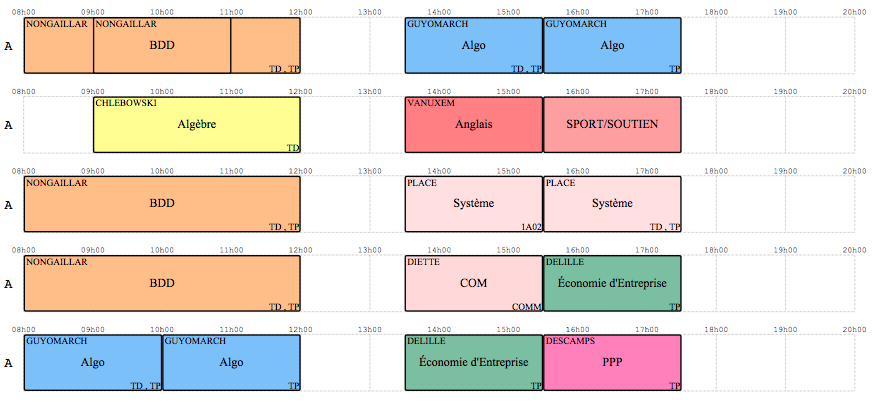 08h00 09h00 10h00 11h00 12h00 13h00 14h00 15h00 16h00 17h00 18h00 19h00 20h00
NONGAILLAR NONGAILLAR GUYOMARCH GUYOMARCH
A BDD Algo Algo
TD , TP TD , TP TP
08h00 09h00 10h00 11h00 12h00 13h00 14h00 15h00 16h00 17h00 18h00 19h00 20h00
CHLEBOWSKI VANUXEM
A Algèbre Anglais SPORT/SOUTIEN
TD
08h00 09h00 10h00 11h00 12h00 13h00 14h00 15h00 16h00 17h00 18h00 19h00 20h00
NONGAILLAR PLACE PLACE
A BDD Système Système
TD , TP 1A02 TD , TP
08h00 09h00 10h00 11h00 12h00 13h00 14h00 15h00 16h00 17h00 18h00 19h00 20h00
NONGAILLAR DIETTE DELILLE
A BDD COM Économie d'Entreprise
TD , TP COMM TP
08h00 09h00 10h00 11h00 12h00 13h00 14h00 15h00 16h00 17h00 18h00 19h00 20h00
GUYOMARCH GUYOMARCH DELILLE DESCAMPS
A Algo Algo Économie d'Entreprise PPP
TD , TP TP TP TP